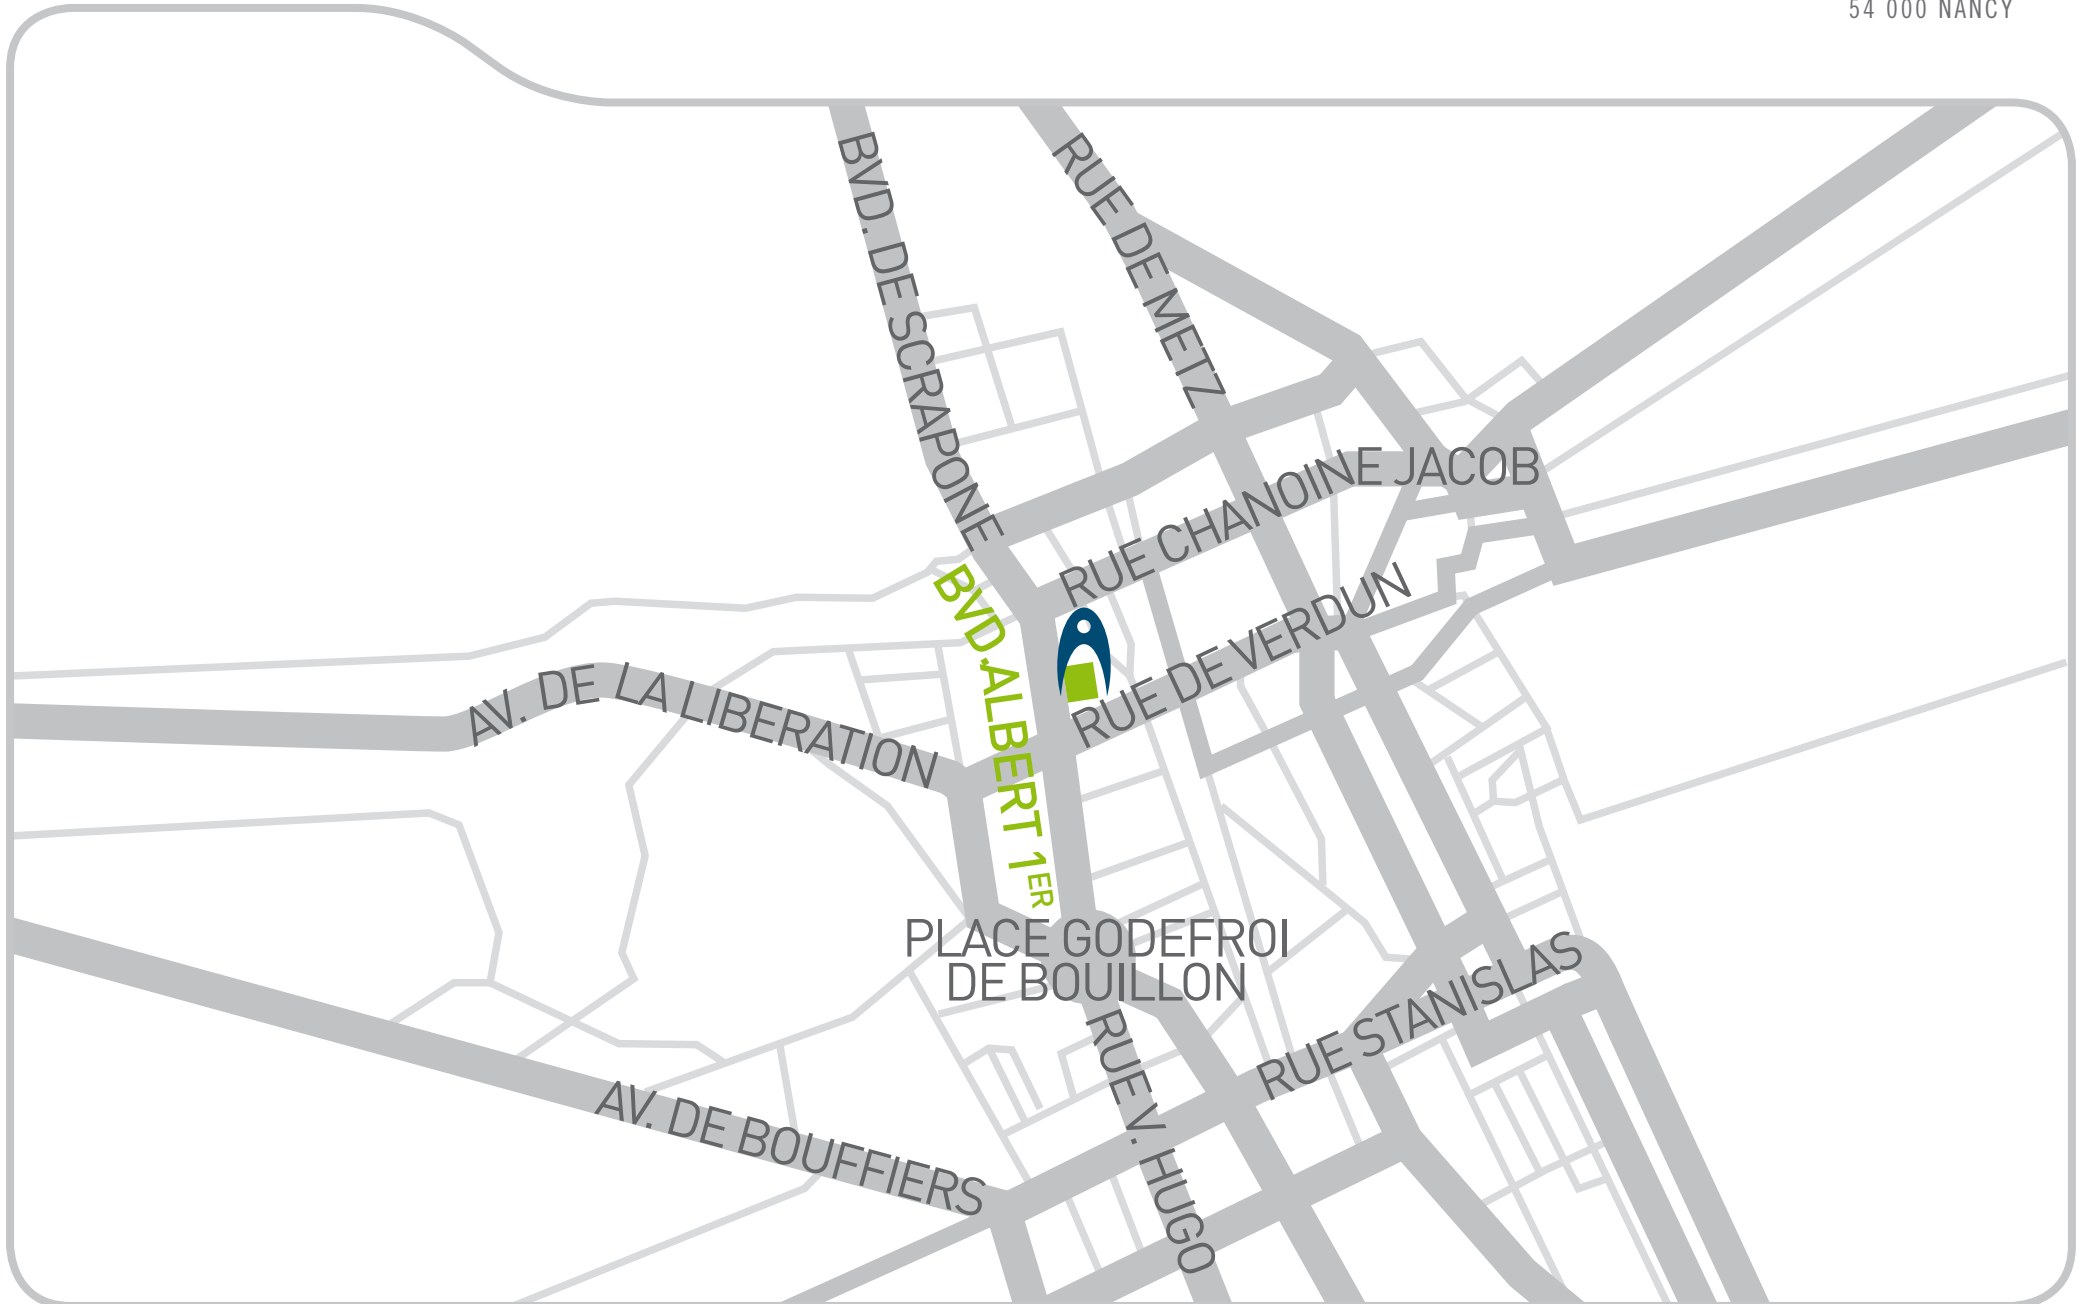 54 000 NANCY
BVD. DE SCRAPONE
RUE DE METZ
RUE CHANOINE JACOB
BVD. ALBERT 1ER
RUE DE VERDUN
AV. DE LA LIBERATION
PLACE GODEFROI
DE BOUILLON
RUE STANISLAS
RUE V. HUGO
AV. DE BOUFFIERS